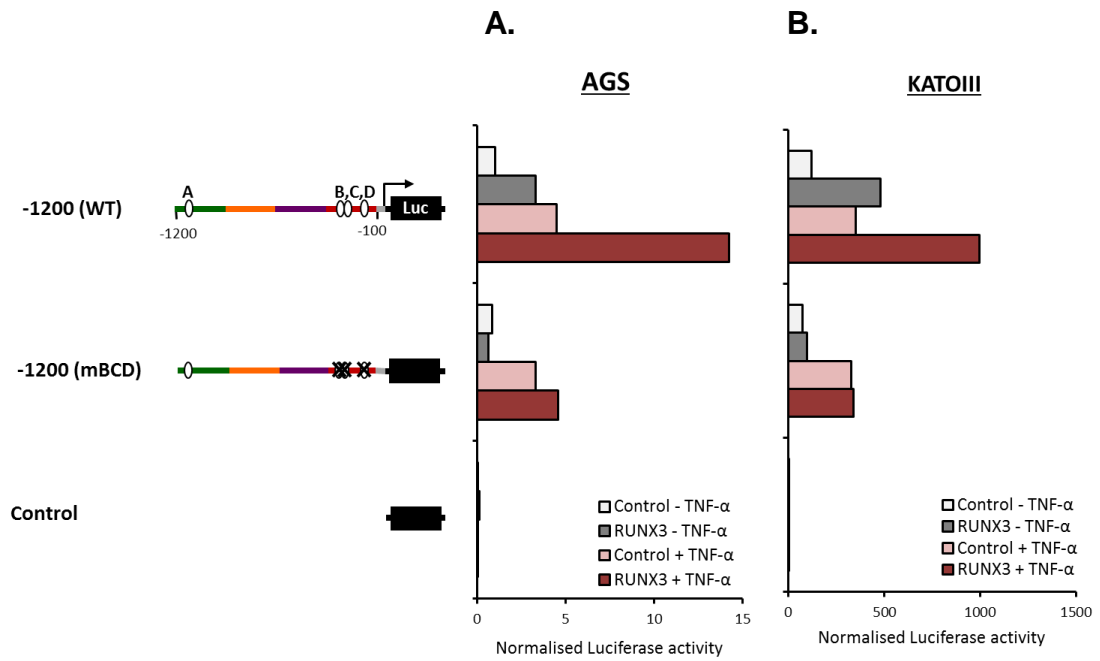 A.
B.
AGS
KATOIII
A
B,C,D
-1200 (WT)
Luc
-1200
-100
-1200 (mBCD)
Control
Control - TNF-α
RUNX3 - TNF-α
Control + TNF-α
RUNX3 + TNF-α
Control - TNF-α
RUNX3 - TNF-α
Control + TNF-α
RUNX3 + TNF-α
0 5 10 15
Normalised Luciferase activity
0 500 1000 1500
Normalised Luciferase activity